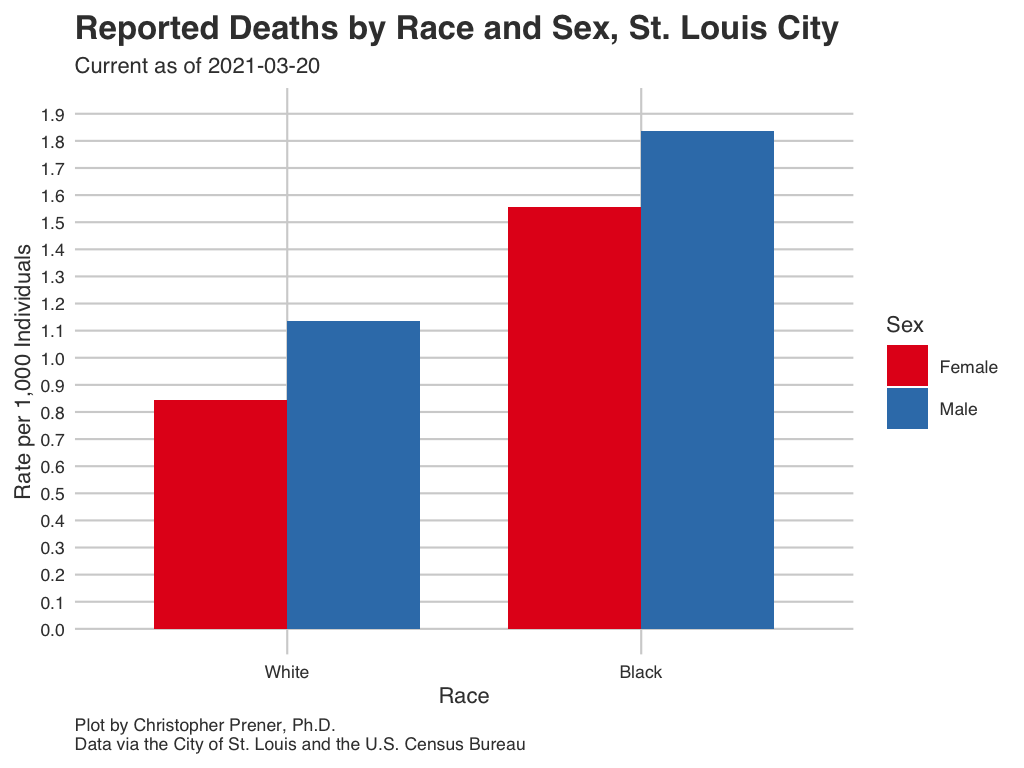 Reported Deaths by Race and Sex, St. Louis City
Current as of 2021-03-20
Rate per 1,000 Individuals
1.9
1.8
1.7
1.6
1.5
1.4
1.3
1.2
1.1
1.0
0.9
0.8
0.7
0.6
0.5
0.4
0.3
0.2
0.1
0.0
White
Black
Race
Sex
Female
Male
Plot by Christopher Prener, Ph.D.
Data via the City of St. Louis and the U.S. Census Bureau